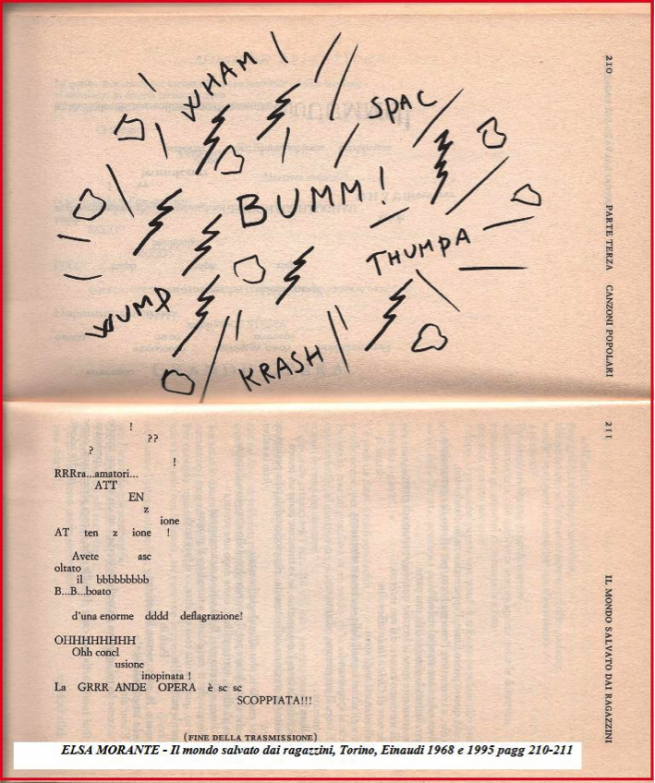 WHAM!
SPAC
BUMM!
THUMPA
WUMP
KRASH
210
PARTE TERZA CANZONI POPOLARI
!
??
?
!
RRRra...amatori...
ATT
EN
z
ione
AT ten z ione !
Avete asc
oltato
il bbbbbbbbb
B...B...boato
d'una enorme dddd deflagrazione!
OHHHHHHHH
Ohh concl
usione
inopinata !
La GRRR ANDE OPERA è sc sc
SCOPPIATA!!!
(FINE DELLA TRASMISSIONE)
211
IL MONDO SALVATO DAI RAGAZZINI
ELSA MORANTE - Il mondo salvato dai ragazzini, Torino, Einaudi 1968 e 1995 pagg 210-211